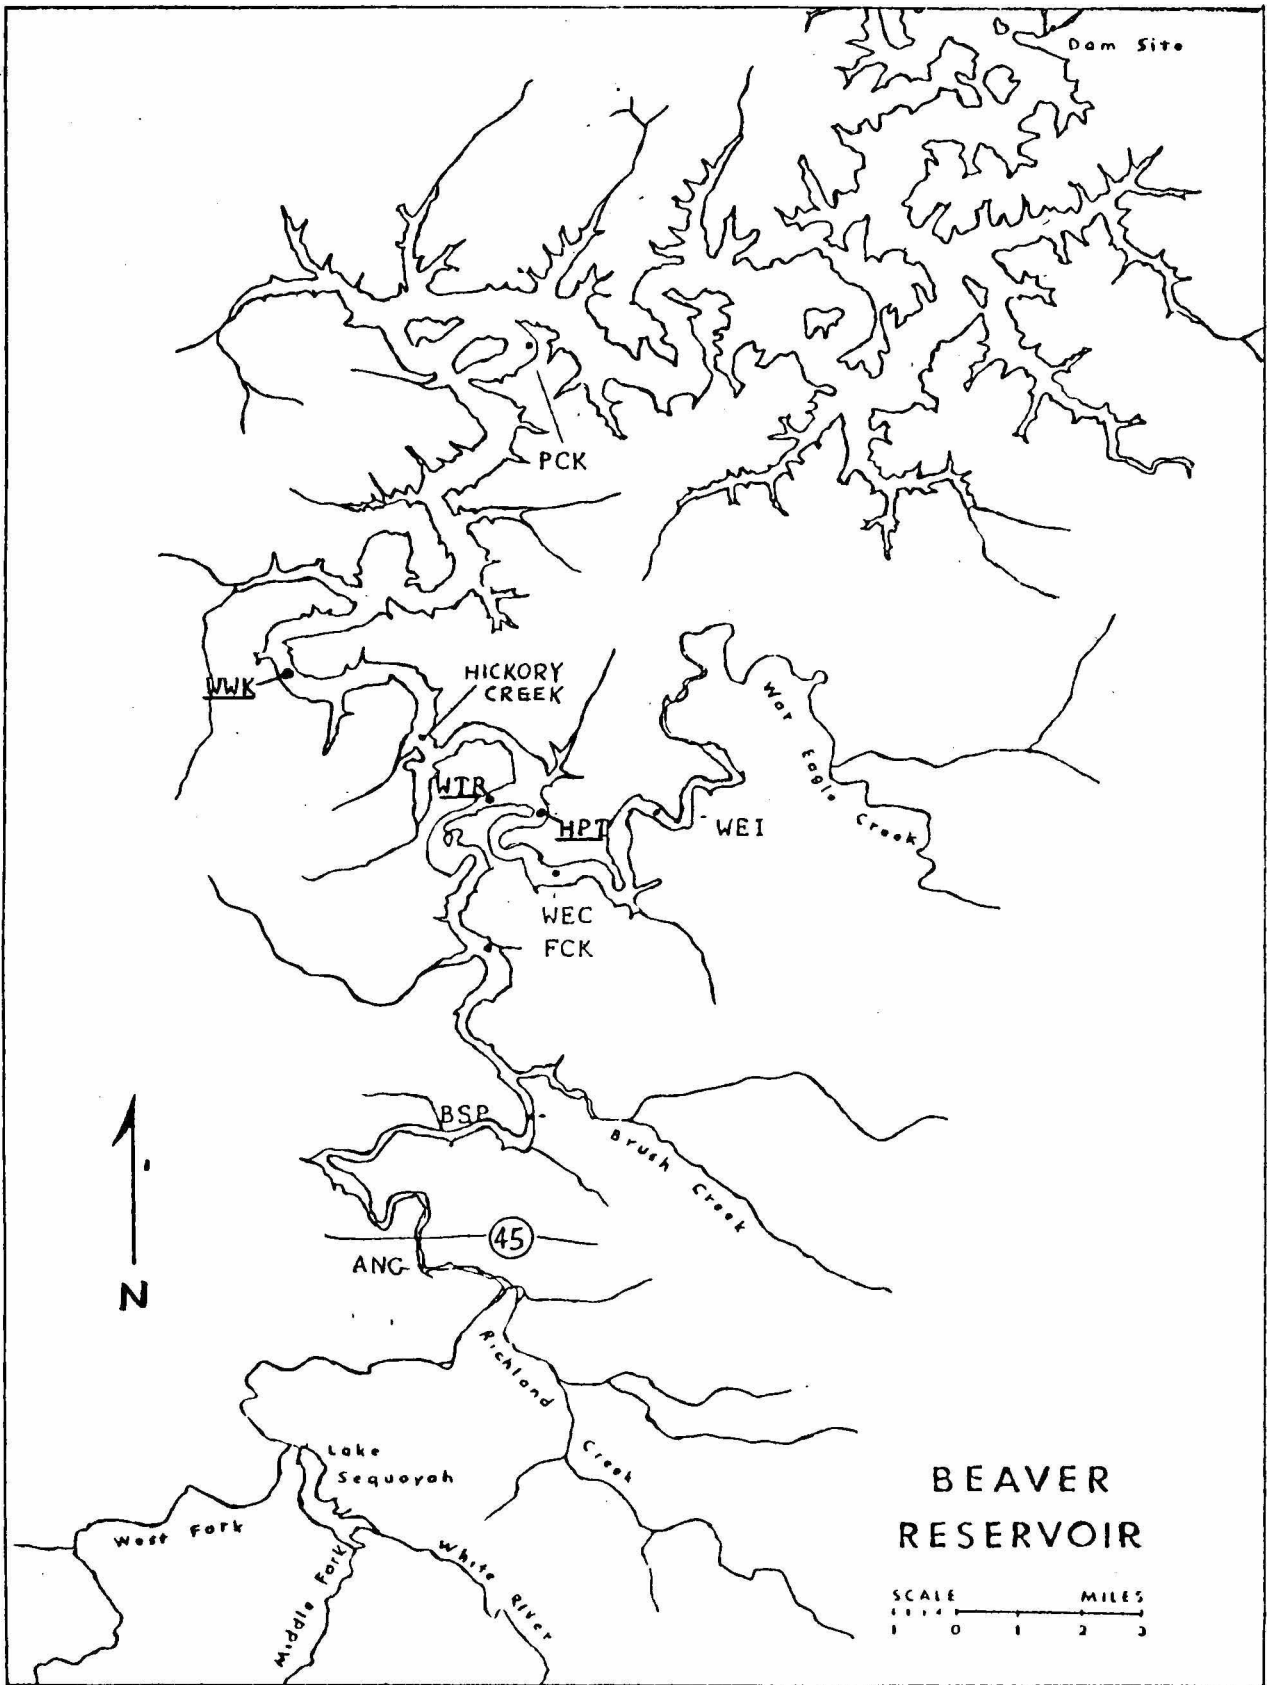 Dam Site
PCK
HICKORY
CREEK
WWK
War Eagle Creek
WTR
HPT
WEI
WEC
FCK
BSP
Brush Creek
45
ANG
N
Richland Creek
Lake
Sequoyah
West Fork
Middle Fork
White River
BEAVER
RESERVOIR
SCALE MILES
1 0 1 2 3